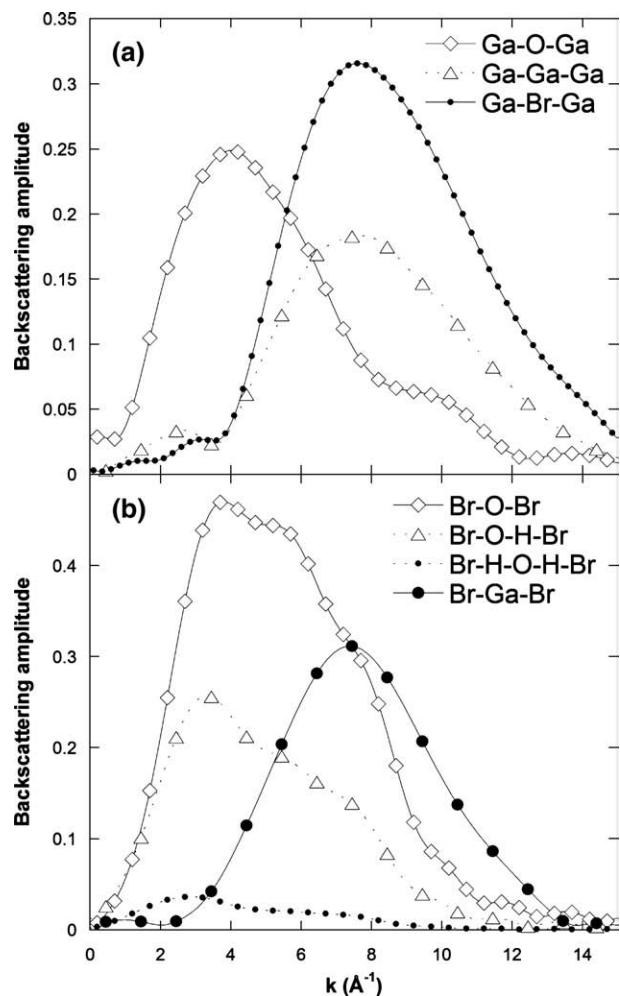 0.35
(a)
Ga-O-Ga
Ga-Ga-Ga
Ga-Br-Ga
0.3
0.25
0.2
0.15
0.1
0.05
0
Backscattering amplitude
(b)
Br-O-Br
Br-O-H-Br
Br-H-O-H-Br
Br-Ga-Br
0.4
0.3
0.2
0.1
0
Backscattering amplitude
0 2 4 6 8 10 12 14
k (Å⁻¹)